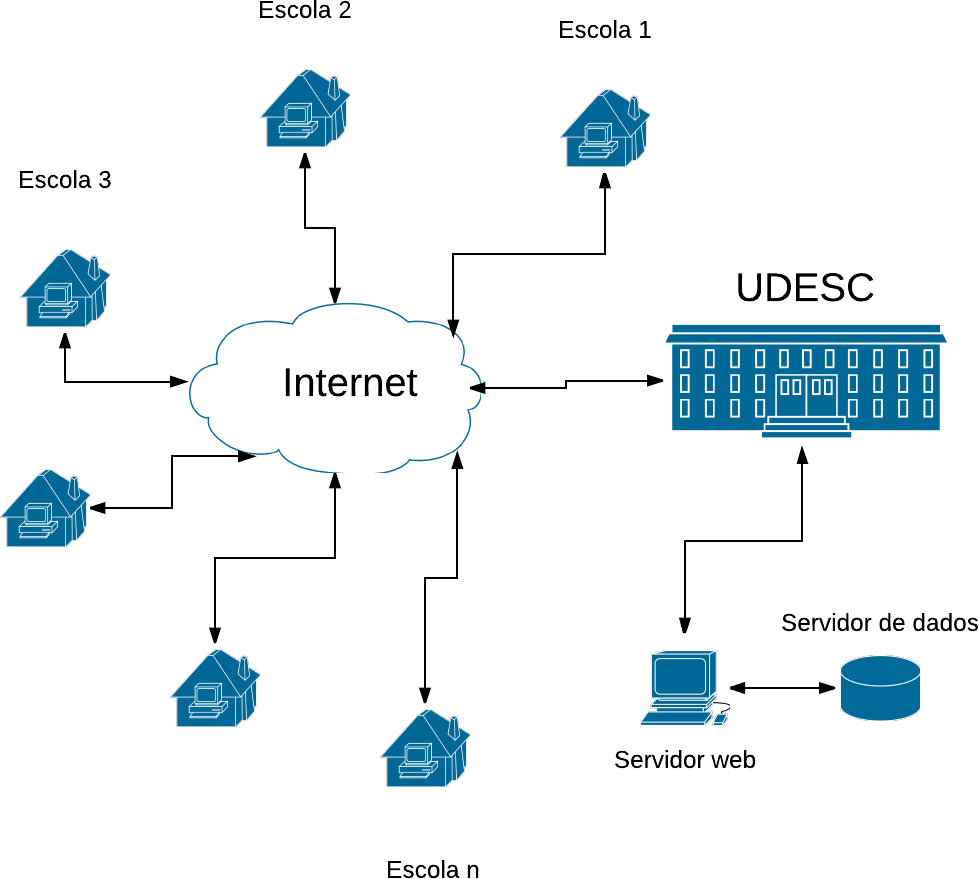 Escola 2
Escola 1
Escola 3
UDESC
Internet
Servidor de dados
Servidor web
Escola n